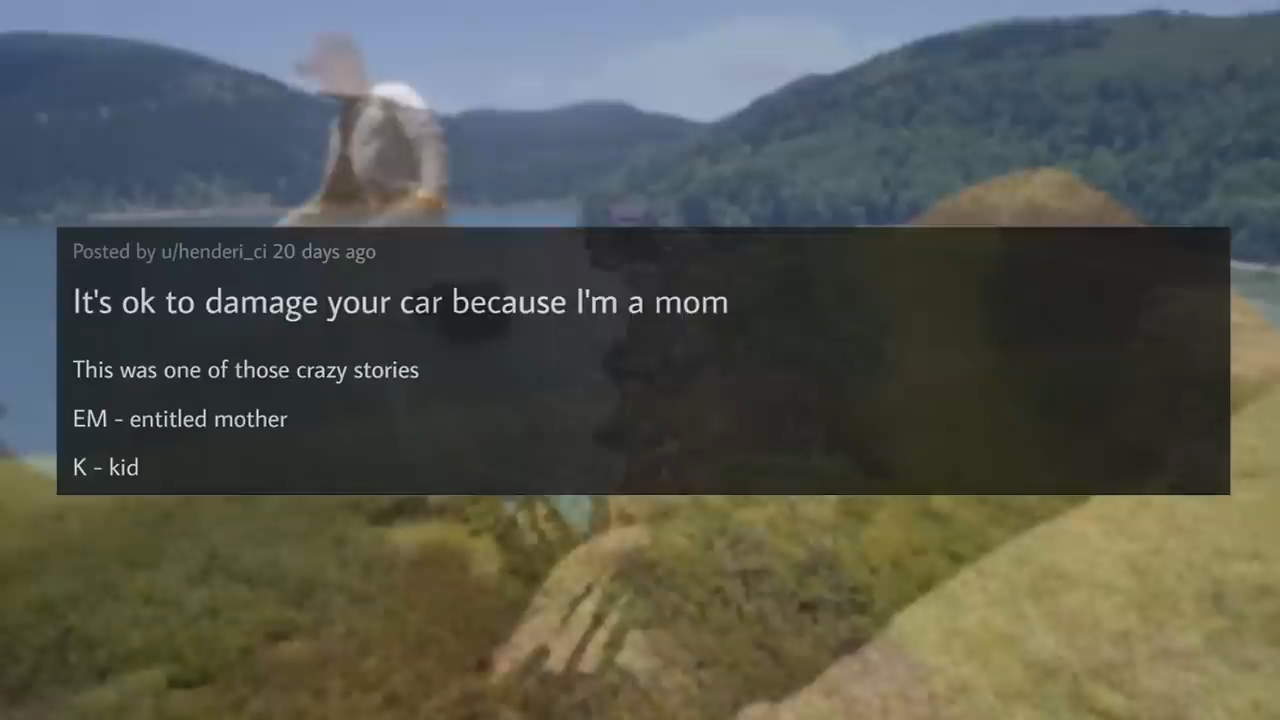 Posted by u/henderi_ci 20 days ago
It's ok to damage your car because I'm a mom
This was one of those crazy stories
EM - entitled mother
K - kid